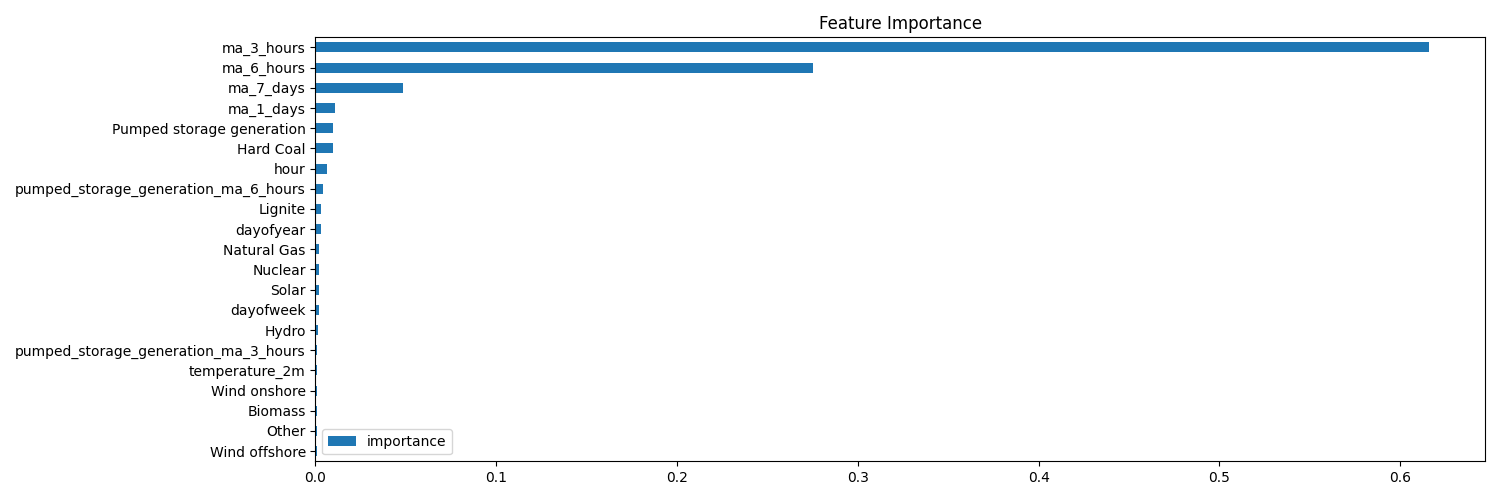 Feature Importance
ma_3_hours
ma_6_hours
ma_7_days
ma_1_days
Pumped storage generation
Hard Coal
hour
pumped_storage_generation_ma_6_hours
Lignite
dayofyear
Natural Gas
Nuclear
Solar
dayofweek
Hydro
pumped_storage_generation_ma_3_hours
temperature_2m
Wind onshore
Biomass
Other
Wind offshore
importance
0.0 0.1 0.2 0.3 0.4 0.5 0.6